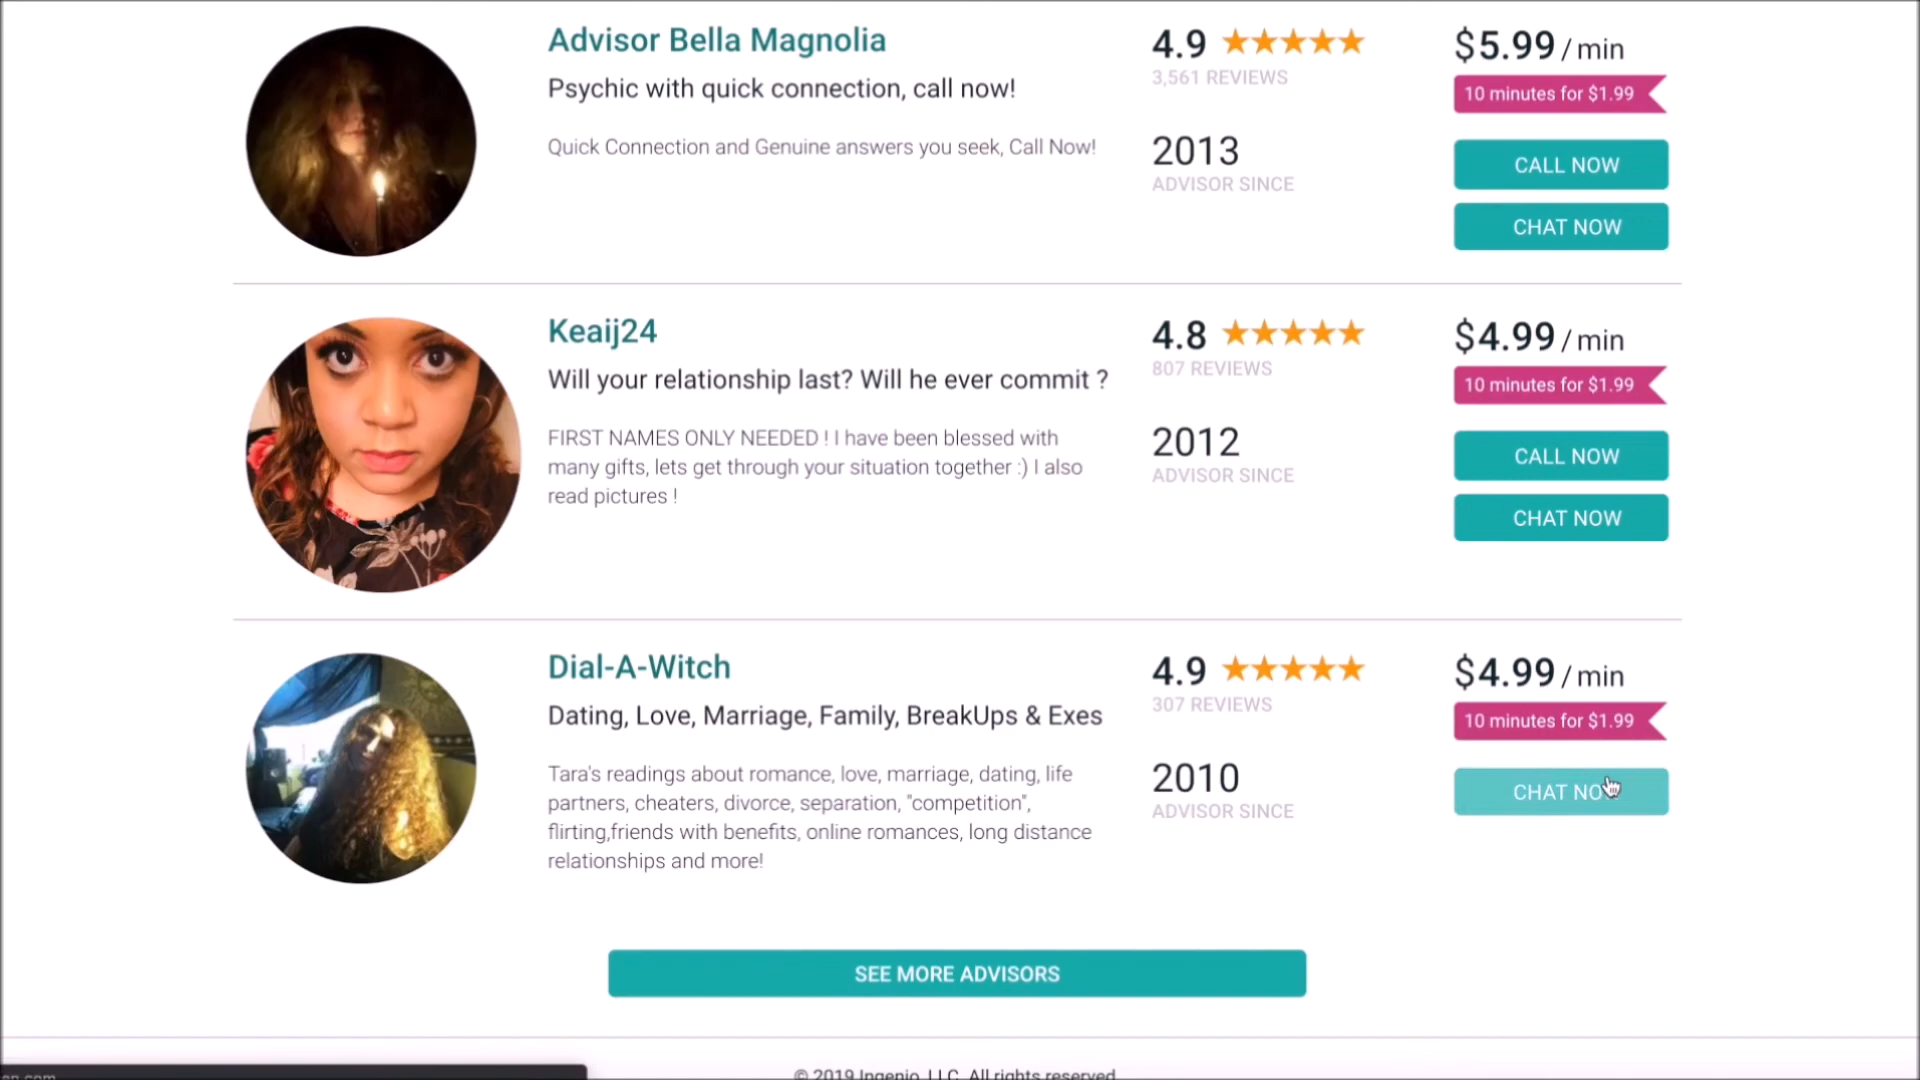 Advisor Bella Magnolia
Psychic with quick connection, call now!
Quick Connection and Genuine answers you seek, Call Now!
4.9
3,561 REVIEWS
2013
ADVISOR SINCE
$5.99 / min
10 minutes for $1.99
CALL NOW
CHAT NOW
Keaij24
Will your relationship last? Will he ever commit ?
FIRST NAMES ONLY NEEDED ! I have been blessed with
many gifts, lets get through your situation together :) I also
read pictures !
4.8
807 REVIEWS
2012
ADVISOR SINCE
$4.99 / min
10 minutes for $1.99
CALL NOW
CHAT NOW
Dial-A-Witch
Dating, Love, Marriage, Family, BreakUps & Exes
Tara's readings about romance, love, marriage, dating, life
partners, cheaters, divorce, separation, "competition",
flirting,friends with benefits, online romances, long distance
relationships and more!
4.9
307 REVIEWS
2010
ADVISOR SINCE
$4.99 / min
10 minutes for $1.99
CHAT NOW
SEE MORE ADVISORS
© 2019 Ingenio, LLC. All rights reserved